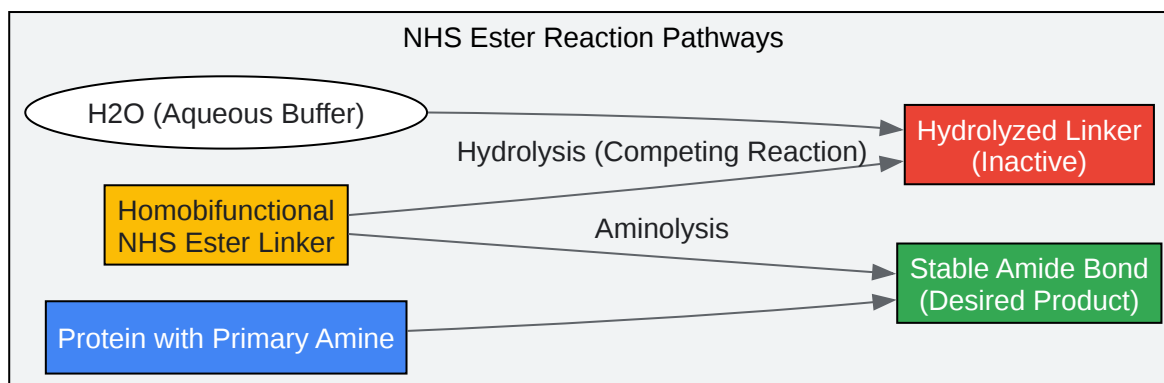 NHS Ester Reaction Pathways
H2O (Aqueous Buffer)
Hydrolyzed Linker
(Inactive)
Hydrolysis (Competing Reaction)
Homobifunctional
NHS Ester Linker
Aminolysis
Stable Amide Bond
(Desired Product)
Protein with Primary Amine